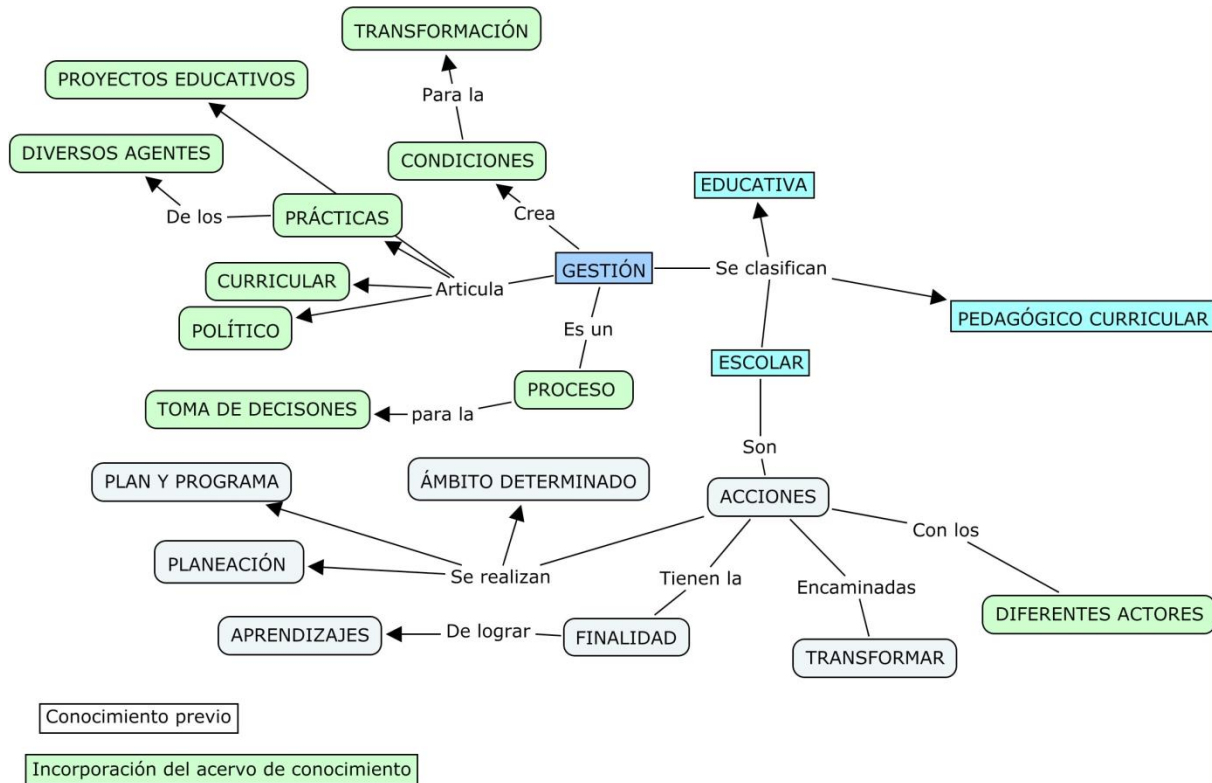 TRANSFORMACIÓN
PROYECTOS EDUCATIVOS
Para la
DIVERSOS AGENTES
CONDICIONES
EDUCATIVA
De los
PRÁCTICAS
Crea
GESTIÓN
Se clasifican
CURRICULAR
Articula
POLÍTICO
PEDAGÓGICO CURRICULAR
Es un
ESCOLAR
PROCESO
TOMA DE DECISONES
para la
Son
PLAN Y PROGRAMA
ÁMBITO DETERMINADO
ACCIONES
Con los
PLANEACIÓN
Se realizan
Tienen la
Encaminadas
DIFERENTES ACTORES
APRENDIZAJES
De lograr
FINALIDAD
TRANSFORMAR
Conocimiento previo
Incorporación del acervo de conocimiento